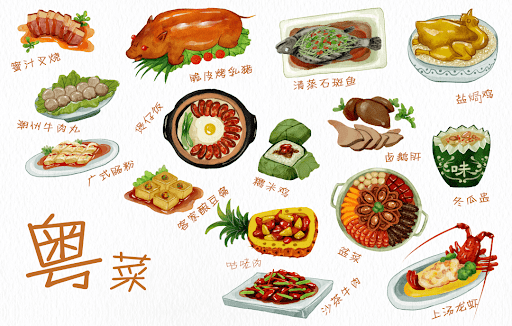 蜜汁叉烧
脆皮烤乳豬
清蒸石斑鱼
盐焗鸡
潮州牛肉丸
煲仔饭
卤鹅肝
广式肠粉
糯米鸡
味
冬瓜盅
客家酿豆腐
粤菜
咕咾肉
盆菜
沙茶牛肉
上汤龙虾